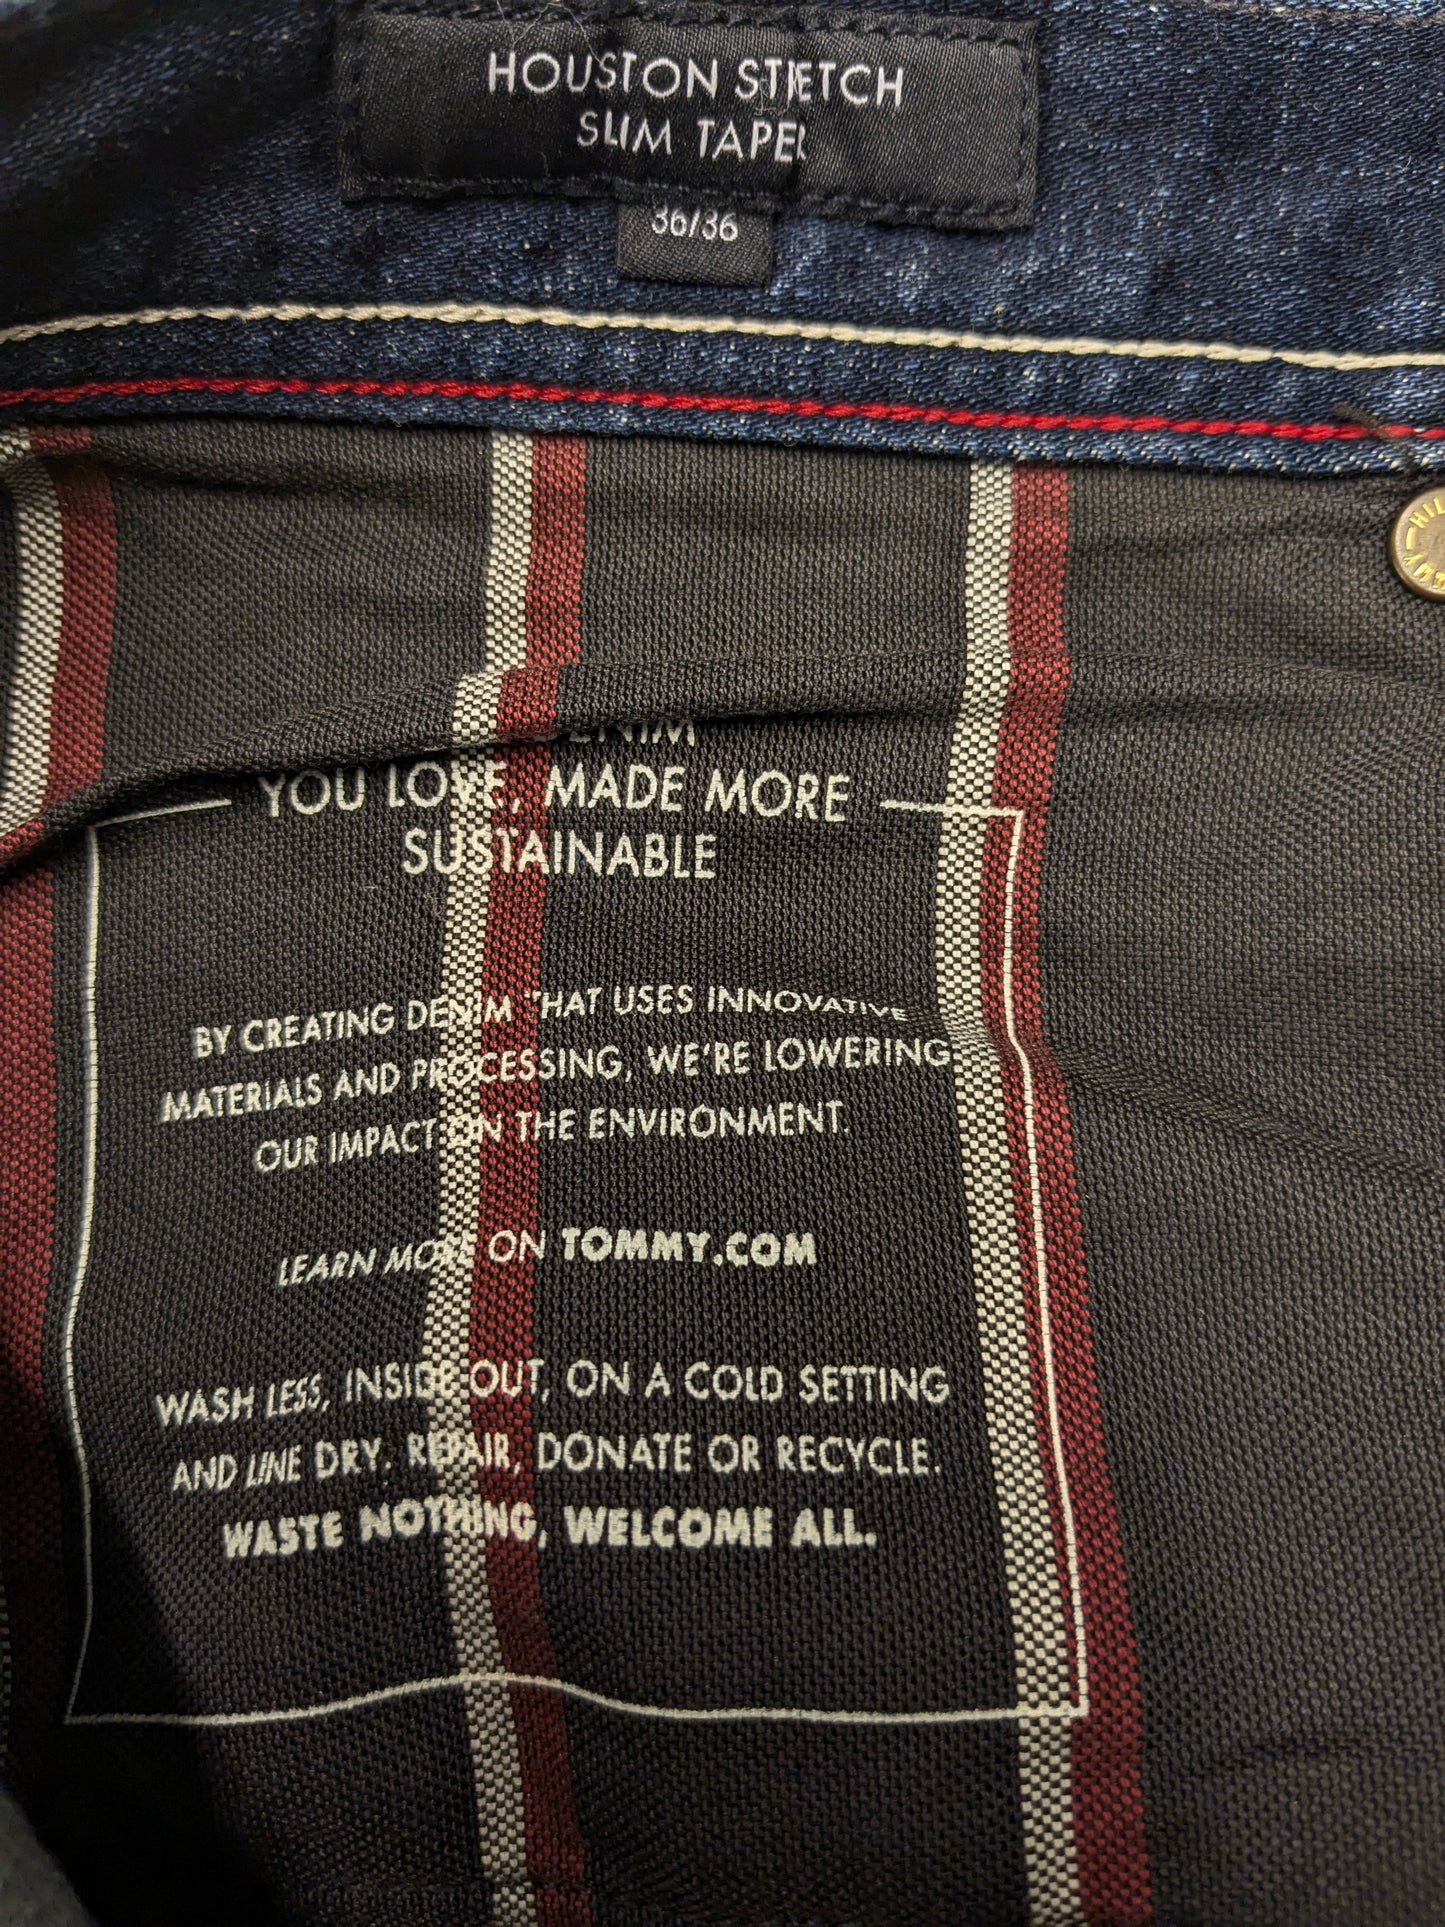 HOUSTON STRETCH
SLIM TAPER
36/36
YOU LOVE, MADE MORE
SUSTAINABLE
BY CREATING DENIM THAT USES INNOVATIVE
MATERIALS AND PROCESSING, WE'RE LOWERING
OUR IMPACT ON THE ENVIRONMENT.
LEARN MORE ON TOMMY.COM
WASH LESS, INSIDE OUT, ON A COLD SETTING
AND LINE DRY. REPAIR, DONATE OR RECYCLE.
WASTE NOTHING, WELCOME ALL.